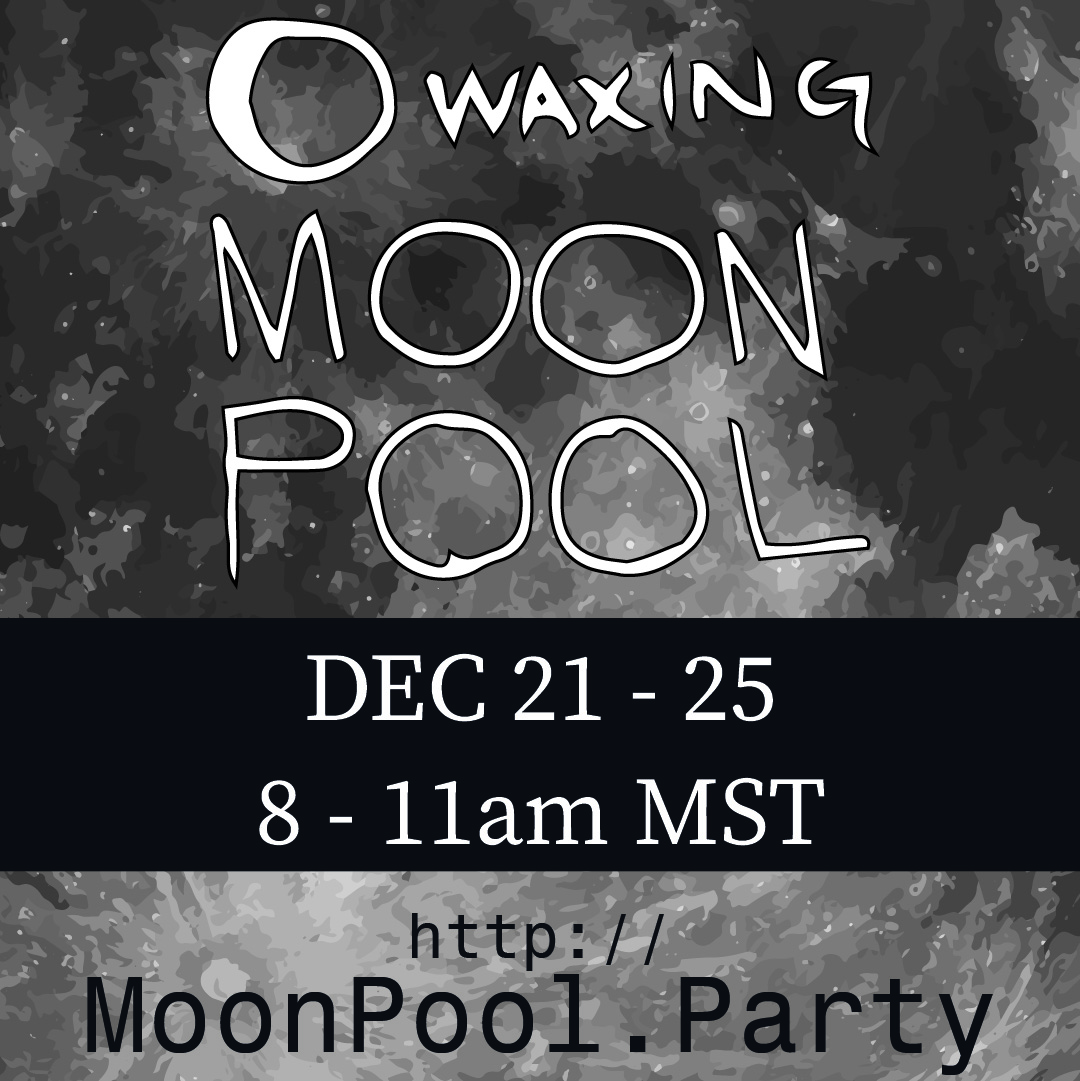 WAXING
MOON
POOL
DEC 21 - 25
8 - 11am MST
http://
MoonPool.Party